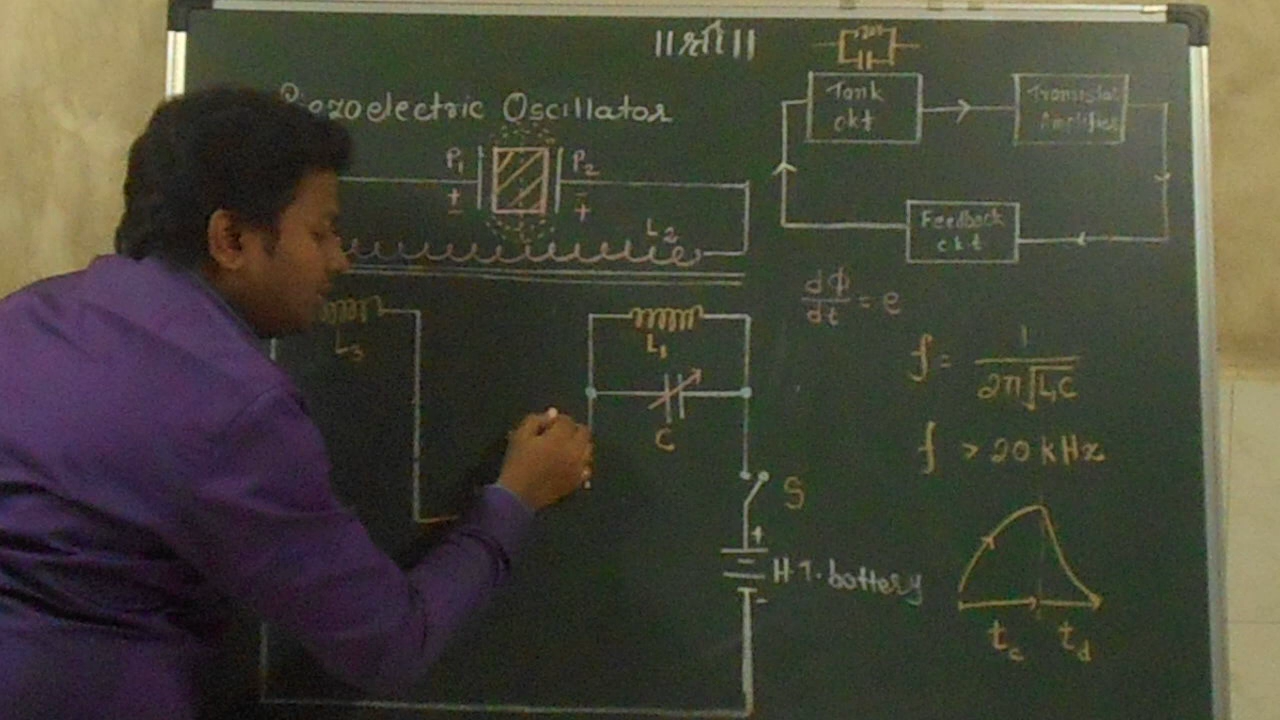 ॥ श्री ॥
Piezoelectric Oscillator
P₁
P₂
+
-
-
+
L₂
L₃
L₁
C
S
+
H.T. battery
-
Tank
ckt
Amplifier
Feedback
ckt
dφ/dt = e
f = 1/2π√L₁C
f > 20 kHz
t_c t_d